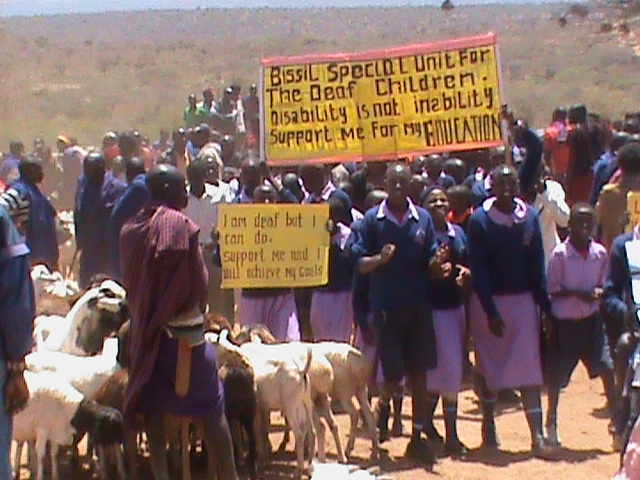 BISSIL SPECIAL UNIT FOR
THE DEAF CHILDREN.
DISABILITY IS NOT INEBILITY
SUPPORT ME FOR MY EDUCATION
I am deaf but I
can do.
support me and I
will achieve my goals